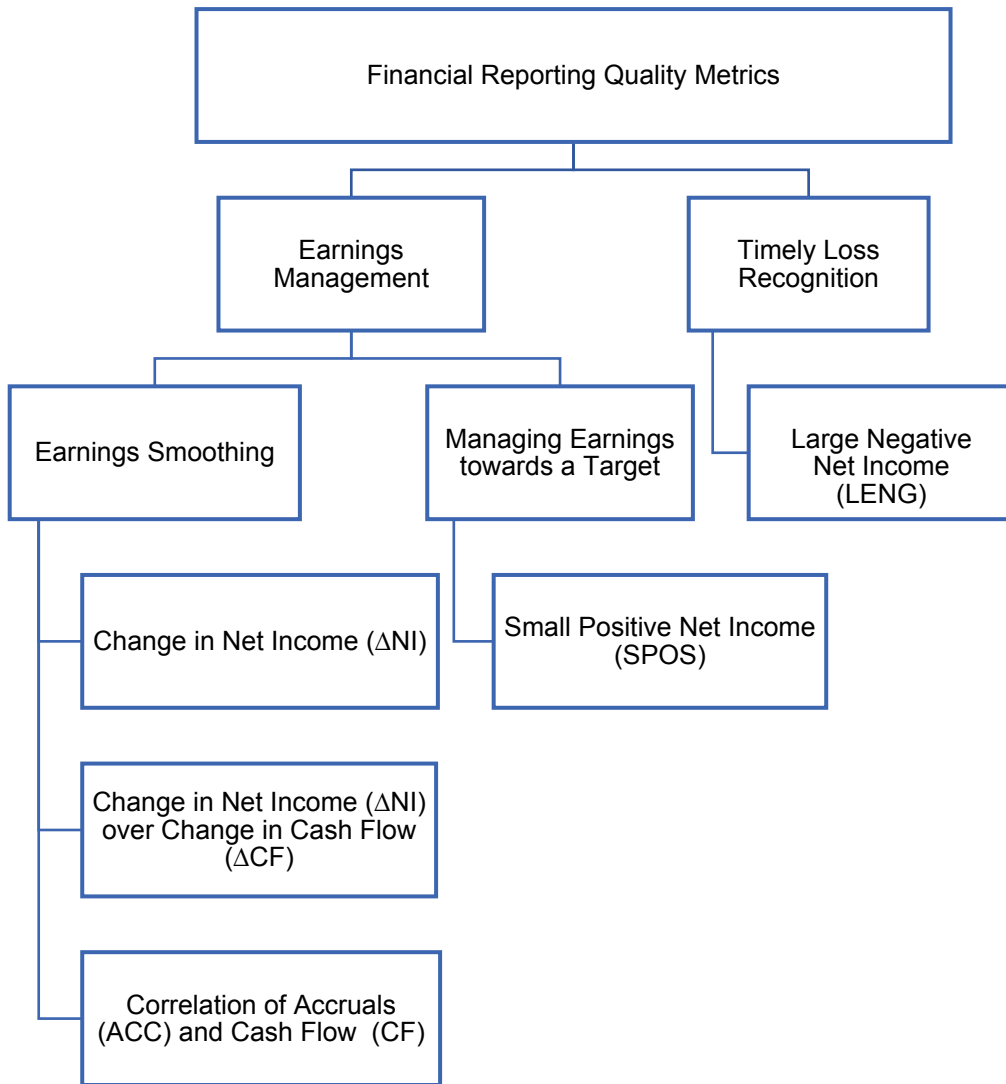 Financial Reporting Quality Metrics
Earnings
Management
Timely Loss
Recognition
Earnings Smoothing
Managing Earnings
towards a Target
Large Negative
Net Income
(LENG)
Change in Net Income (∆NI)
Small Positive Net Income
(SPOS)
Change in Net Income (∆NI)
over Change in Cash Flow
(∆CF)
Correlation of Accruals
(ACC) and Cash Flow (CF)